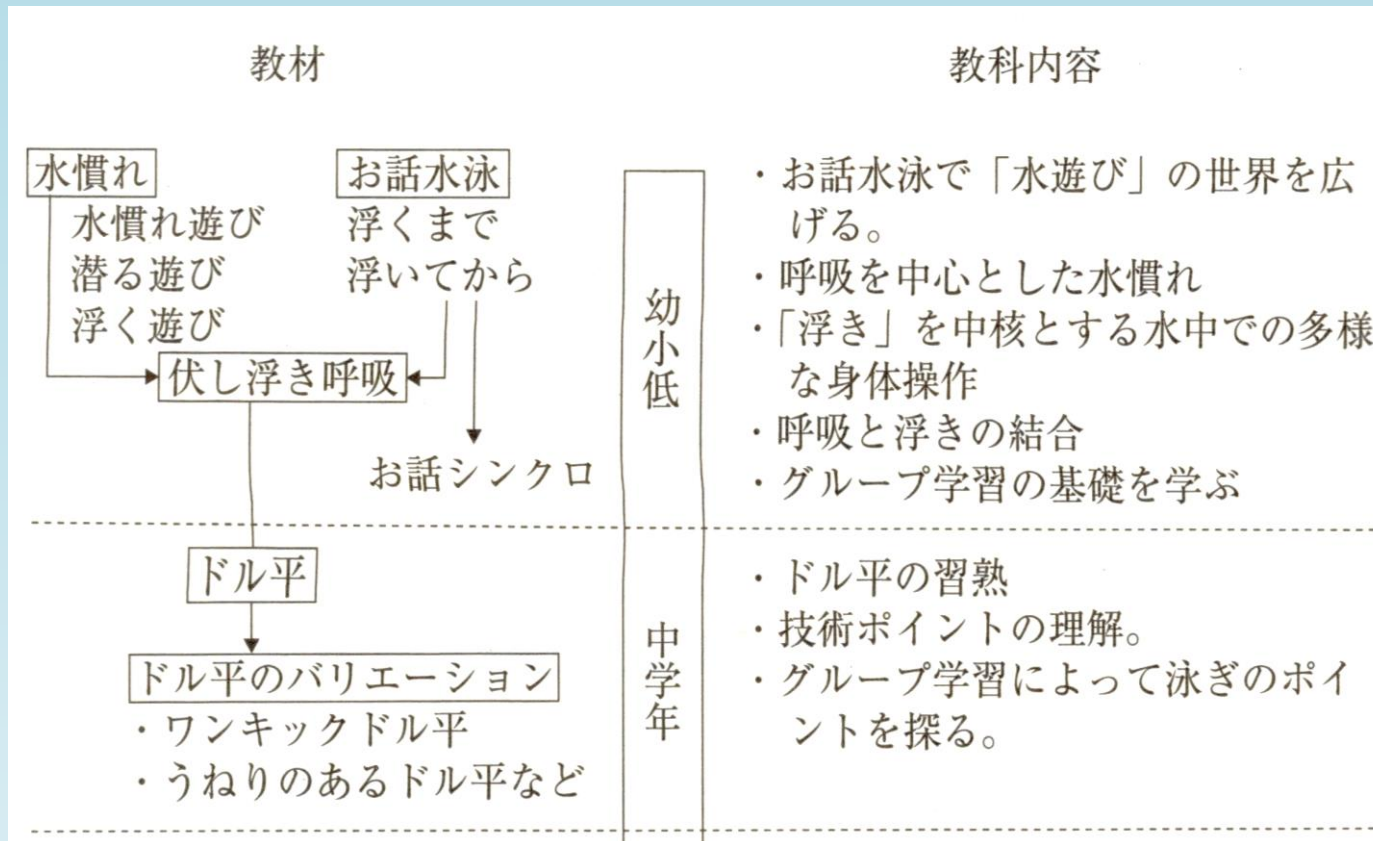 教材
教科内容
水慣れ
水慣れ遊び
潜る遊び
浮く遊び
お話水泳
浮くまで
浮いてから
伏し浮き呼吸
お話シンクロ
幼小低
・お話水泳で「水遊び」の世界を広
げる。
・呼吸を中心とした水慣れ
・「浮き」を中核とする水中での多様
な身体操作
・呼吸と浮きの結合
・グループ学習の基礎を学ぶ
ドル平
ドル平のバリエーション
・ワンキックドル平
・うねりのあるドル平など
中学年
・ドル平の習熟
・技術ポイントの理解。
・グループ学習によって泳ぎのポイ
ントを探る。